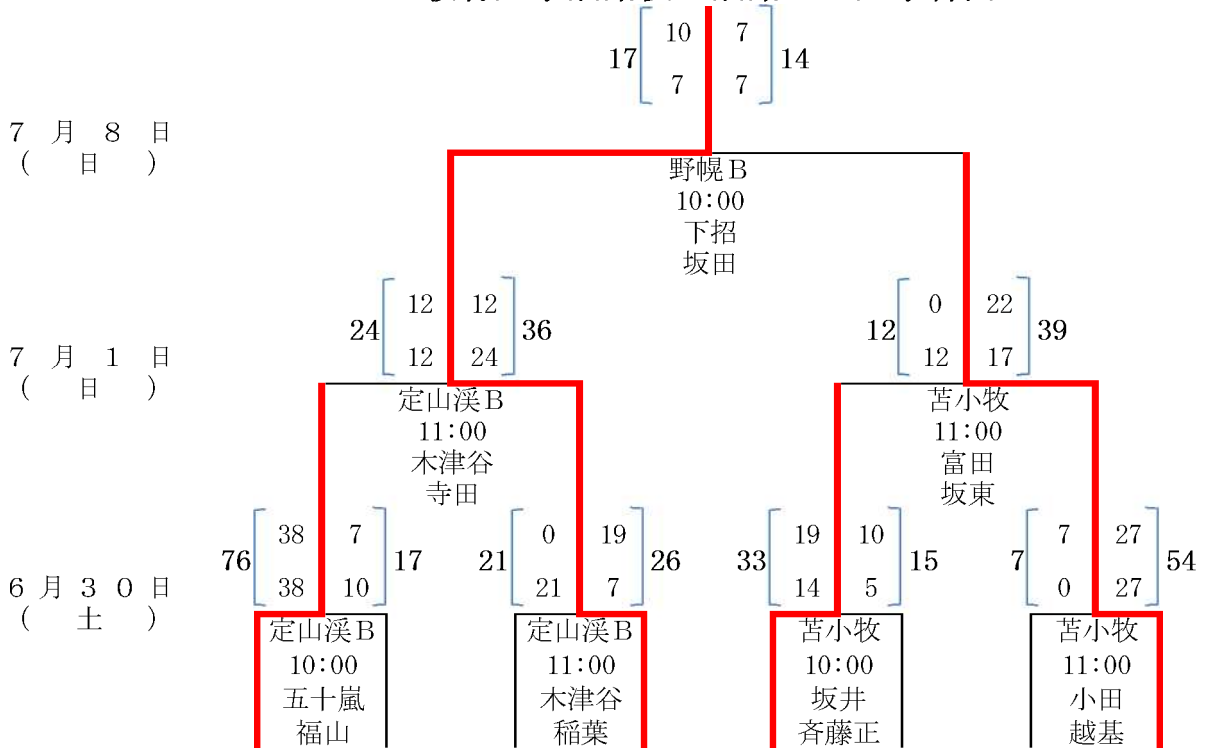 10 7
17 14
7 7
7月8日
(日)
野幌B
10:00
下招
坂田
12 12
24 36
12 24
0 22
12 39
12 17
7月1日
(日)
定山渓B
11:00
木津谷
寺田
苫小牧
11:00
富田
坂東
38 7
76 17
38 10
0 19
21 26
21 7
19 10
33 15
14 5
7 27
7 54
0 27
6月30日
(土)
定山渓B
10:00
五十嵐
福山
定山渓B
11:00
木津谷
稲葉
苫小牧
10:00
坂井
斉藤正
苫小牧
11:00
小田
越基